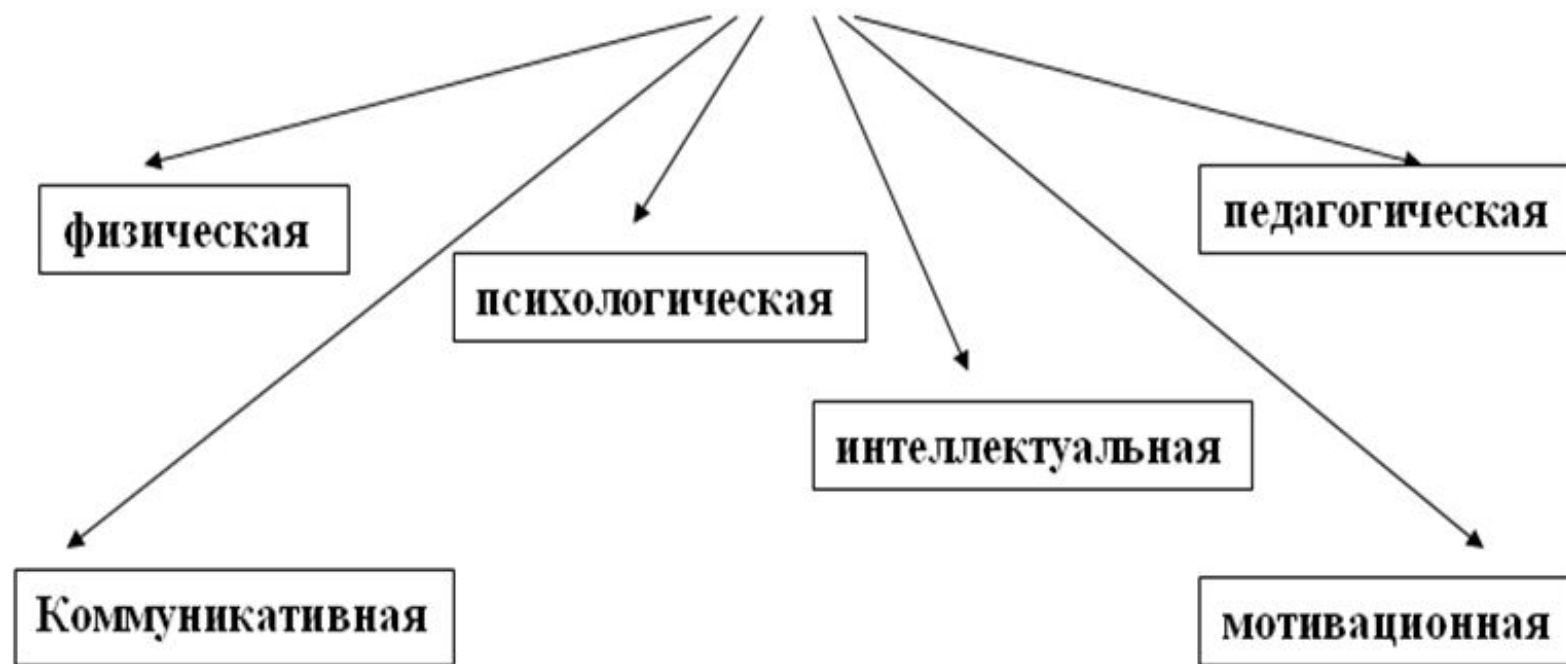 физическая
педагогическая
психологическая
интеллектуальная
Коммуникативная
мотивационная